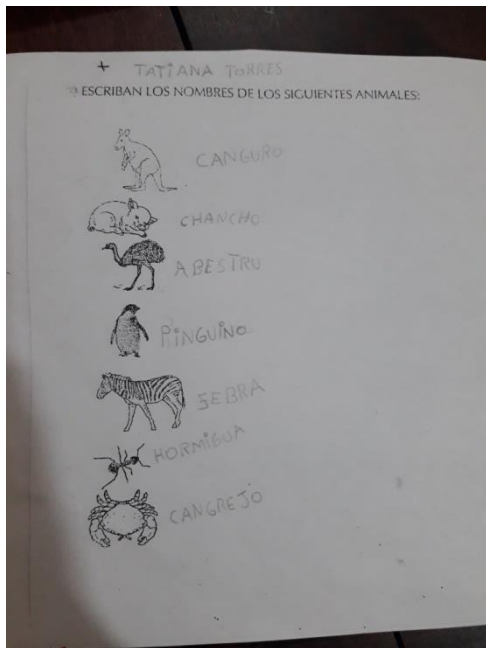 + TATIANA TORRES
ESCRIBAN LOS NOMBRES DE LOS SIGUIENTES ANIMALES:
CANGURO
CHANCHO
ABESTRU
PINGUINO
SEBRA
HORMIGUA
CANGREJO